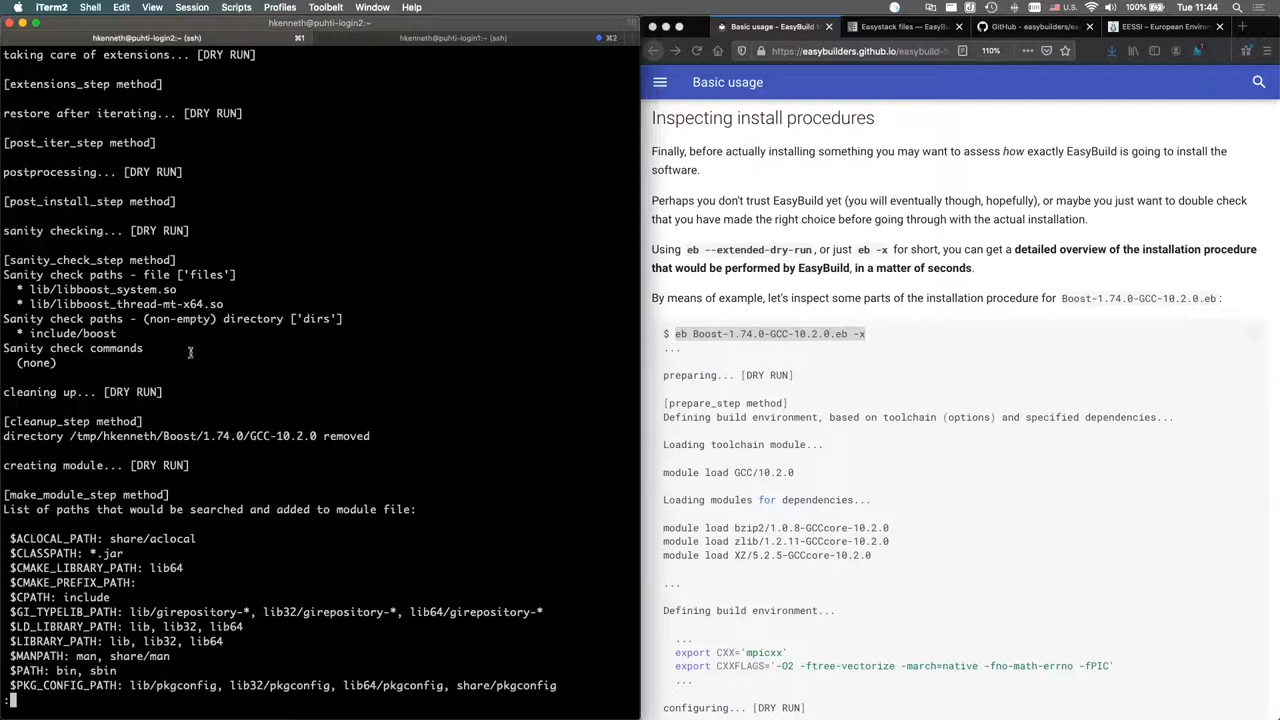 iTerm2 Shell Edit View Session Scripts Profiles Toolbelt Window Help
U.S. 100% Tue 11:44
hkenneth@puhti-login2:~
hkenneth@puhti-login2:~ (ssh) ⌘1 hkenneth@puhti-login1:~ (ssh) ⌘2
taking care of extensions... [DRY RUN]
[extensions_step method]
restore after iterating... [DRY RUN]
[post_iter_step method]
postprocessing... [DRY RUN]
[post_install_step method]
sanity checking... [DRY RUN]
[sanity_check_step method]
Sanity check paths - file ['files']
* lib/libboost_system.so
* lib/libboost_thread-mt-x64.so
Sanity check paths - (non-empty) directory ['dirs']
* include/boost
Sanity check commands
(none)
cleaning up... [DRY RUN]
[cleanup_step method]
directory /tmp/hkenneth/Boost/1.74.0/GCC-10.2.0 removed
creating module... [DRY RUN]
[make_module_step method]
List of paths that would be searched and added to module file:
$ACLOCAL_PATH: share/aclocal
$CLASSPATH: *.jar
$CMAKE_LIBRARY_PATH: lib64
$CMAKE_PREFIX_PATH:
$CPATH: include
$GI_TYPELIB_PATH: lib/girepository-*, lib32/girepository-*, lib64/girepository-*
$LD_LIBRARY_PATH: lib, lib32, lib64
$LIBRARY_PATH: lib, lib32, lib64
$MANPATH: man, share/man
$PATH: bin, sbin
$PKG_CONFIG_PATH: lib/pkgconfig, lib32/pkgconfig, lib64/pkgconfig, share/pkgconfig
:
Basic usage - EasyBuild t Easystack files — EasyBuild GitHub - easybuilders/ea EESSI – European Environ
https://easybuilders.github.io/easybuild- 110%
Basic usage
Inspecting install procedures
Finally, before actually installing something you may want to assess how exactly EasyBuild is going to install the
software.
Perhaps you don't trust EasyBuild yet (you will eventually though, hopefully), or maybe you just want to double check
that you have made the right choice before going through with the actual installation.
Using eb --extended-dry-run, or just eb -x for short, you can get a detailed overview of the installation procedure
that would be performed by EasyBuild, in a matter of seconds.
By means of example, let's inspect some parts of the installation procedure for Boost-1.74.0-GCC-10.2.0.eb :
$ eb Boost-1.74.0-GCC-10.2.0.eb -x
...
preparing... [DRY RUN]
[prepare_step method]
Defining build environment, based on toolchain (options) and specified dependencies...
Loading toolchain module...
module load GCC/10.2.0
Loading modules for dependencies...
module load bzip2/1.0.8-GCCcore-10.2.0
module load zlib/1.2.11-GCCcore-10.2.0
module load XZ/5.2.5-GCCcore-10.2.0
...
Defining build environment...
...
export CXX='mpicxx'
export CXXFLAGS='-O2 -ftree-vectorize -march=native -fno-math-errno -fPIC'
...
configuring... [DRY RUN]